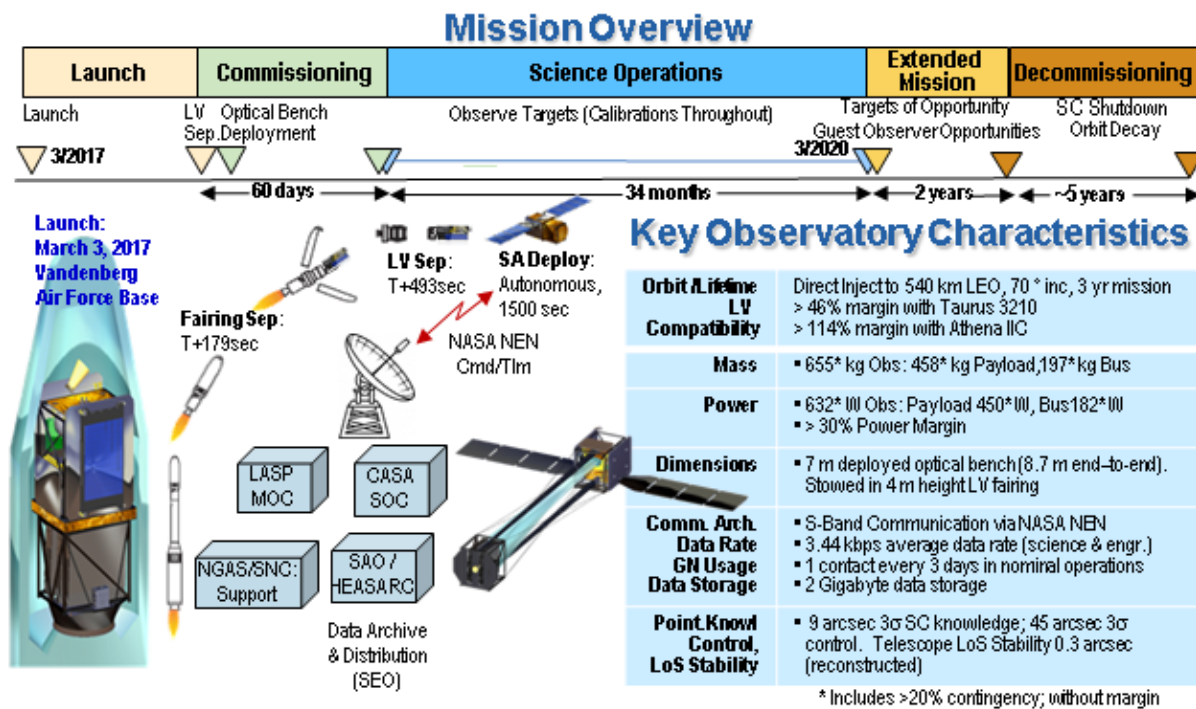 Mission Overview
Launch
Commissioning
Science Operations
Extended
Mission
Decommissioning
Launch
LV
Sep.
Optical Bench
Deployment
Observe Targets (Calibrations Throughout)
Targets of Opportunity
Guest Observer Opportunities
SC Shutdown
Orbit Decay
3/2017
3/2020
60 days
34 months
2 years
~5 years
Launch:
March 3, 2017
Vandenberg
Air Force Base
Fairing Sep:
T+179sec
LV Sep:
T+493sec
SA Deploy:
Autonomous,
1500 sec
NASA NEN
Cmd/Tlm
LASP
MOC
CASA
SOC
NGAS/SNC:
Support
SAO /
HEASARC
Data Archive
& Distribution
(SEO)
Key Observatory Characteristics
Orbit /Lifetime
LV
Compatibility
Direct Inject to 540 km LEO, 70 ° inc, 3 yr mission
> 46% margin with Taurus 3210
> 114% margin with Athena IIC
Mass
▪ 655* kg Obs: 458* kg Payload,197* kg Bus
Power
▪ 632* W Obs: Payload 450* W, Bus182* W
▪ > 30% Power Margin
Dimensions
▪ 7 m deployed optical bench (8.7 m end–to-end).
Stowed in 4 m height LV fairing
Comm. Arch.
Data Rate
GN Usage
Data Storage
▪ S-Band Communication via NASA NEN
▪ 3.44 kbps average data rate (science & engr.)
▪ 1 contact every 3 days in nominal operations
▪ 2 Gigabyte data storage
Point. Knowl
Control,
LoS Stability
▪ 9 arcsec 3σ SC knowledge; 45 arcsec 3σ
control. Telescope LoS Stability 0.3 arcsec
(reconstructed)
* Includes >20% contingency; without margin